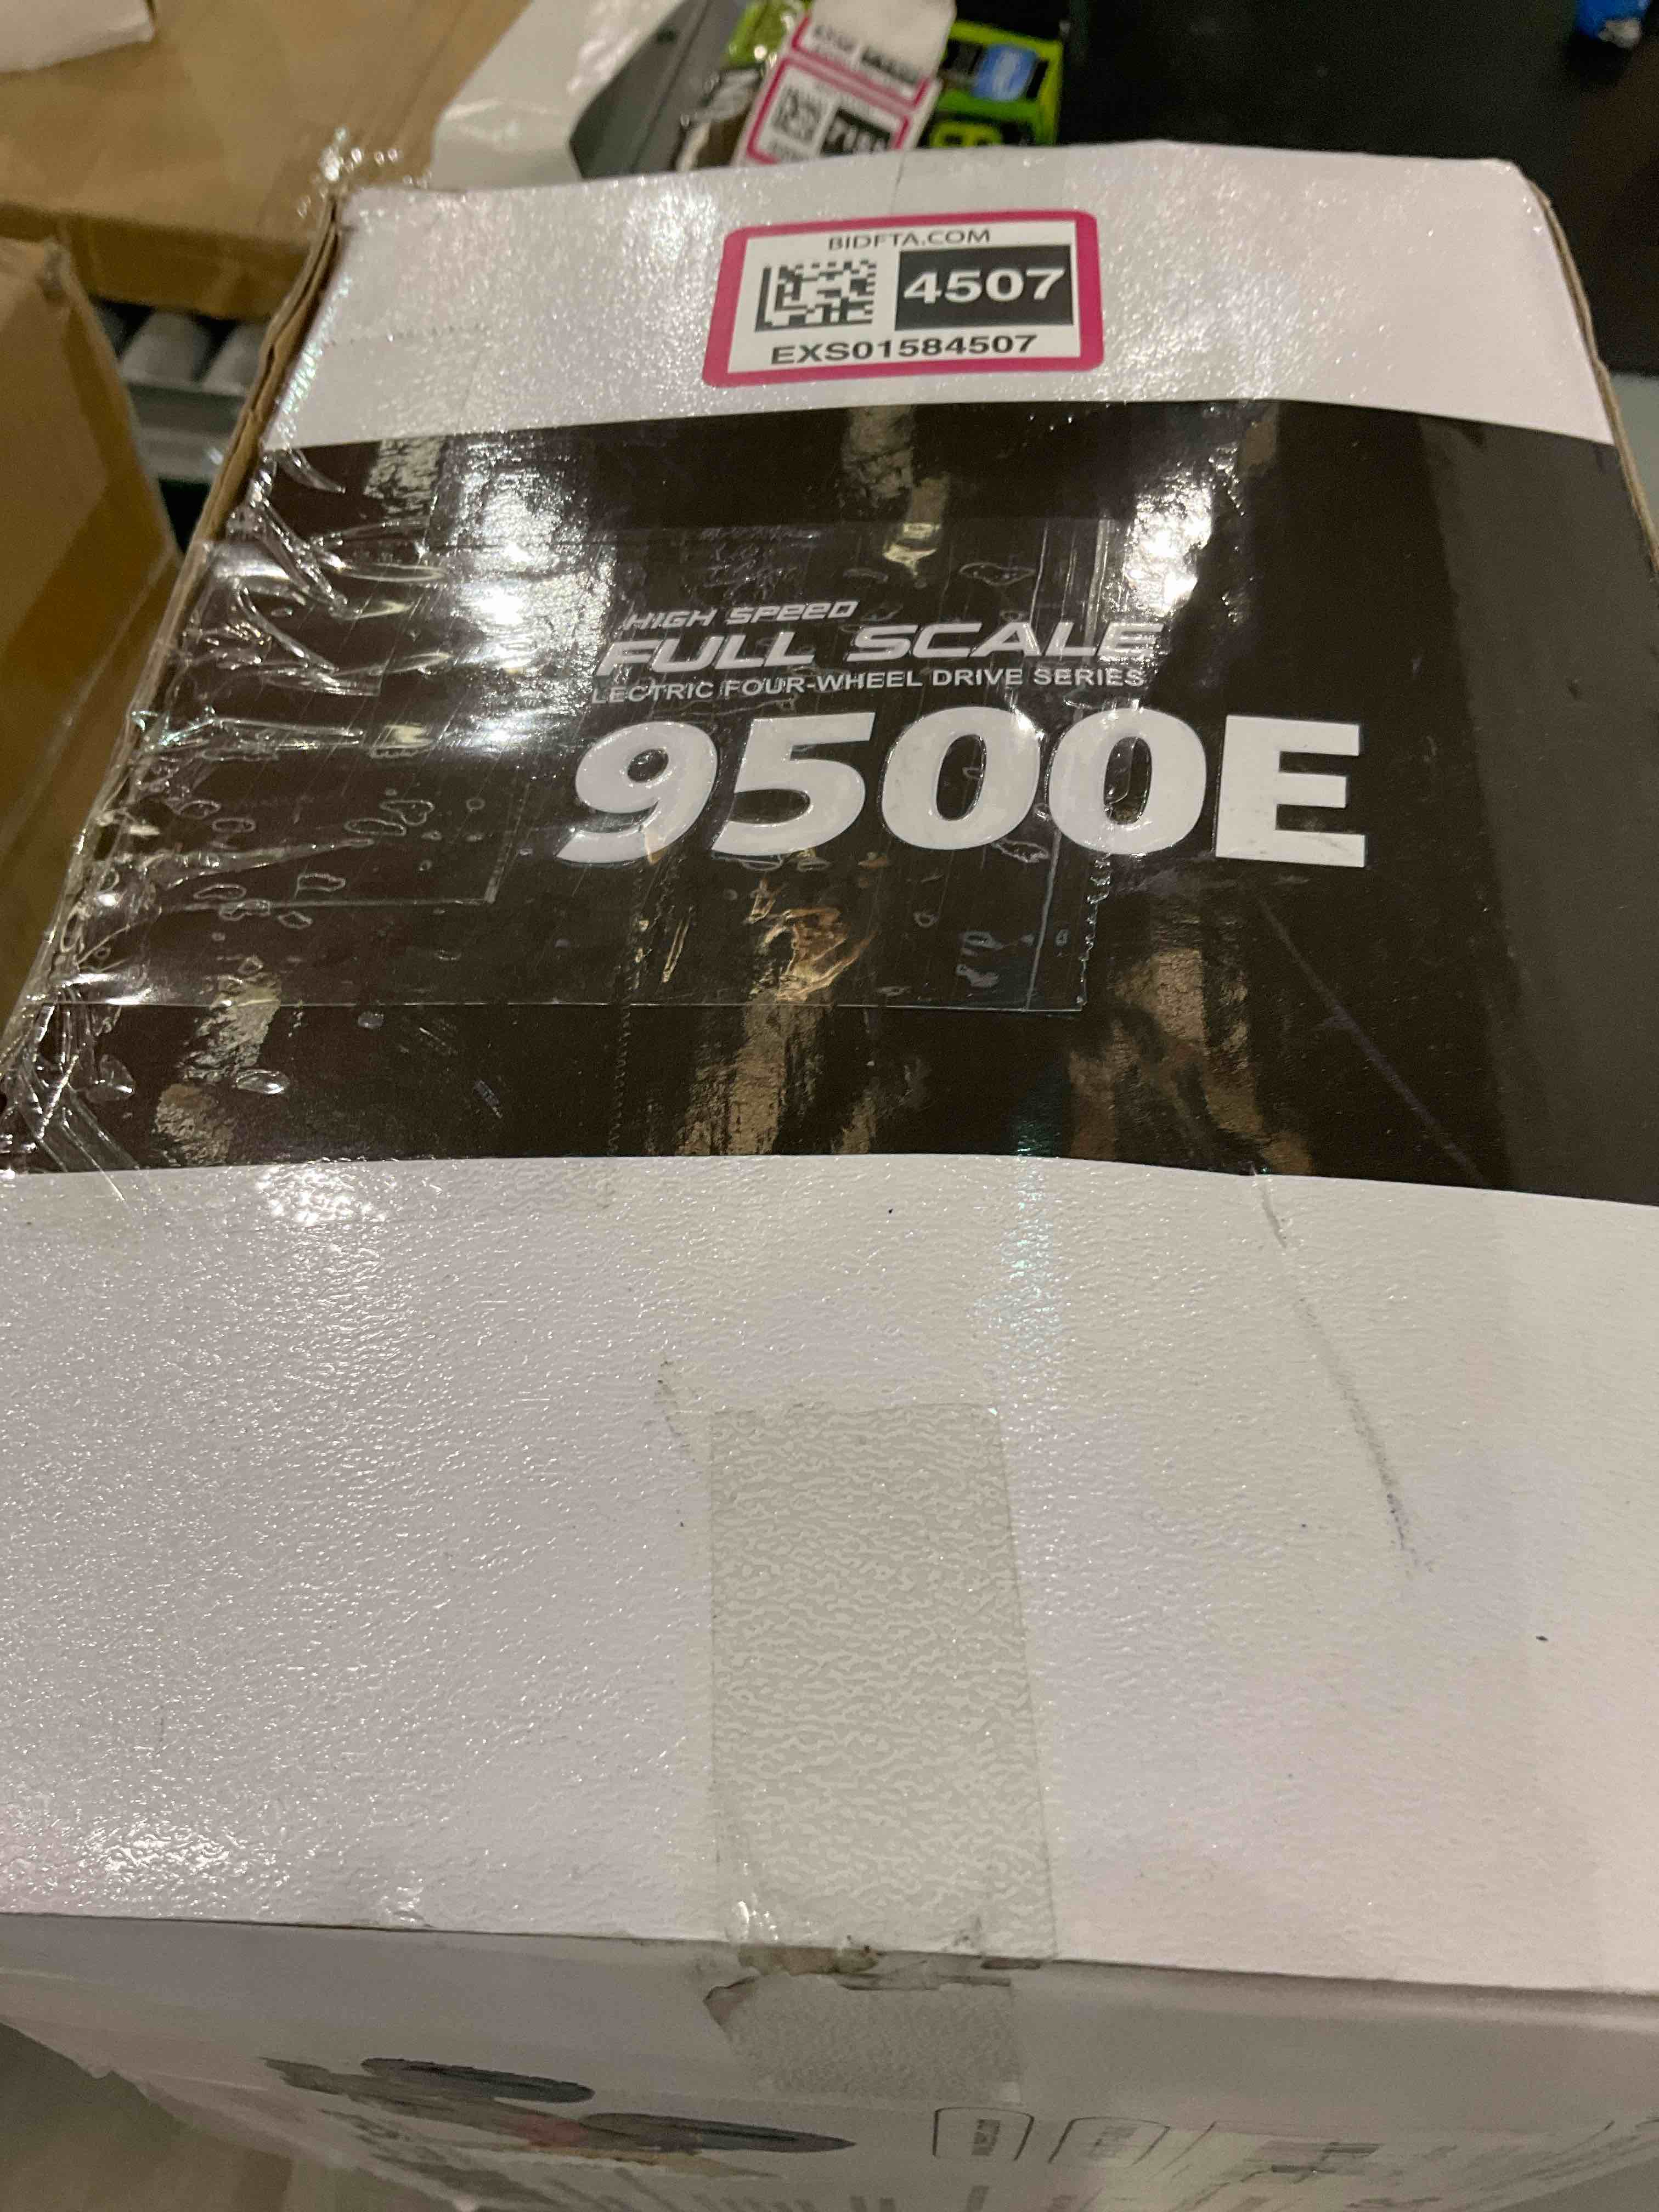 BIDFTA.COM
4507
EXS01584507
HIGH SPEED
FULL SCALE
LECTRIC FOUR-WHEEL DRIVE SERIES
9500E